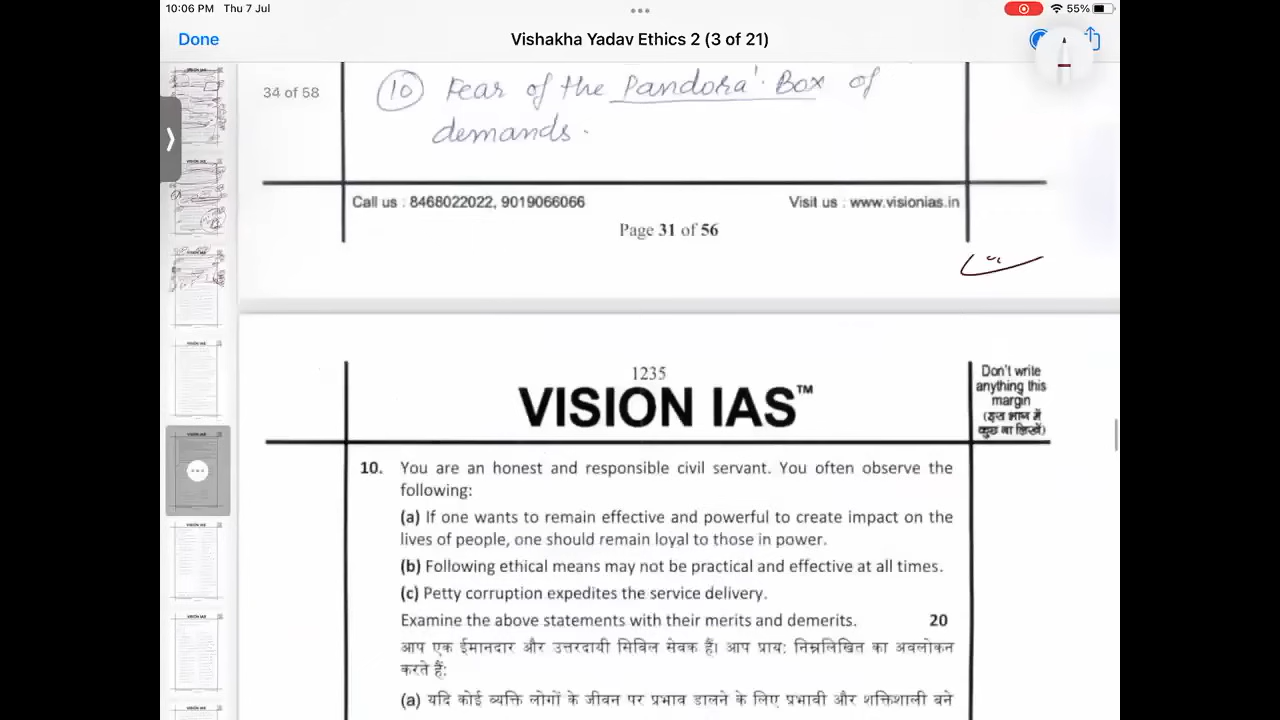 10:06 PM Thu 7 Jul
55%
Done
Vishakha Yadav Ethics 2 (3 of 21)
34 of 58
10 Fear of the Pandora's Box of
demands.
Call us : 8468022022, 9019066066
Visit us : www.visionias.in
Page 31 of 56
1235
VISION IAS™
Don't write
anything this
margin
(इस भाग में
कुछ ना लिखें)
10. You are an honest and responsible civil servant. You often observe the
following:
(a) If one wants to remain effective and powerful to create impact on the
lives of people, one should remain loyal to those in power.
(b) Following ethical means may not be practical and effective at all times.
(c) Petty corruption expedites the service delivery.
Examine the above statements with their merits and demerits. 20
आप एक ईमानदार और उत्तरदायी सिविल सेवक हैं। आप प्राय: निम्नलिखित का अवलोकन
करते हैं:
(a) यदि कोई व्यक्ति लोगों के जीवन पर प्रभाव डालने के लिए प्रभावी और शक्तिशाली बने